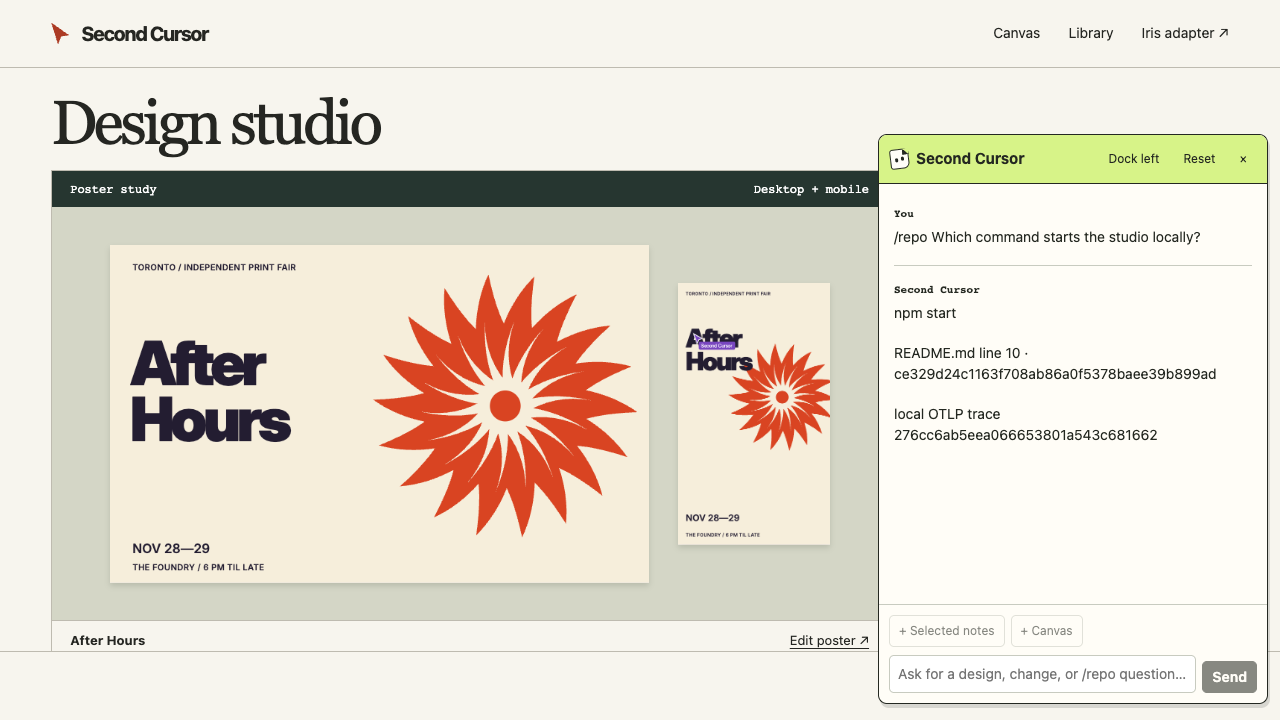 Second Cursor
Canvas
Library
Iris adapter ↗
Design studio
Poster study
Desktop + mobile
TORONTO / INDEPENDENT PRINT FAIR
After
Hours
NOV 28—29
THE FOUNDRY / 6 PM TIL LATE
TORONTO / INDEPENDENT PRINT FAIR
After
Second Cursor
Hours
NOV 28—29
THE FOUNDRY / 6 PM TIL LATE
After Hours
Edit poster ↗
Second Cursor
Dock left
Reset
×
You
/repo Which command starts the studio locally?
Second Cursor
npm start
README.md line 10 ·
ce329d24c1163f708ab86a0f5378baee39b899ad
local OTLP trace
276cc6ab5eea066653801a543c681662
+ Selected notes
+ Canvas
Ask for a design, change, or /repo question...
Send